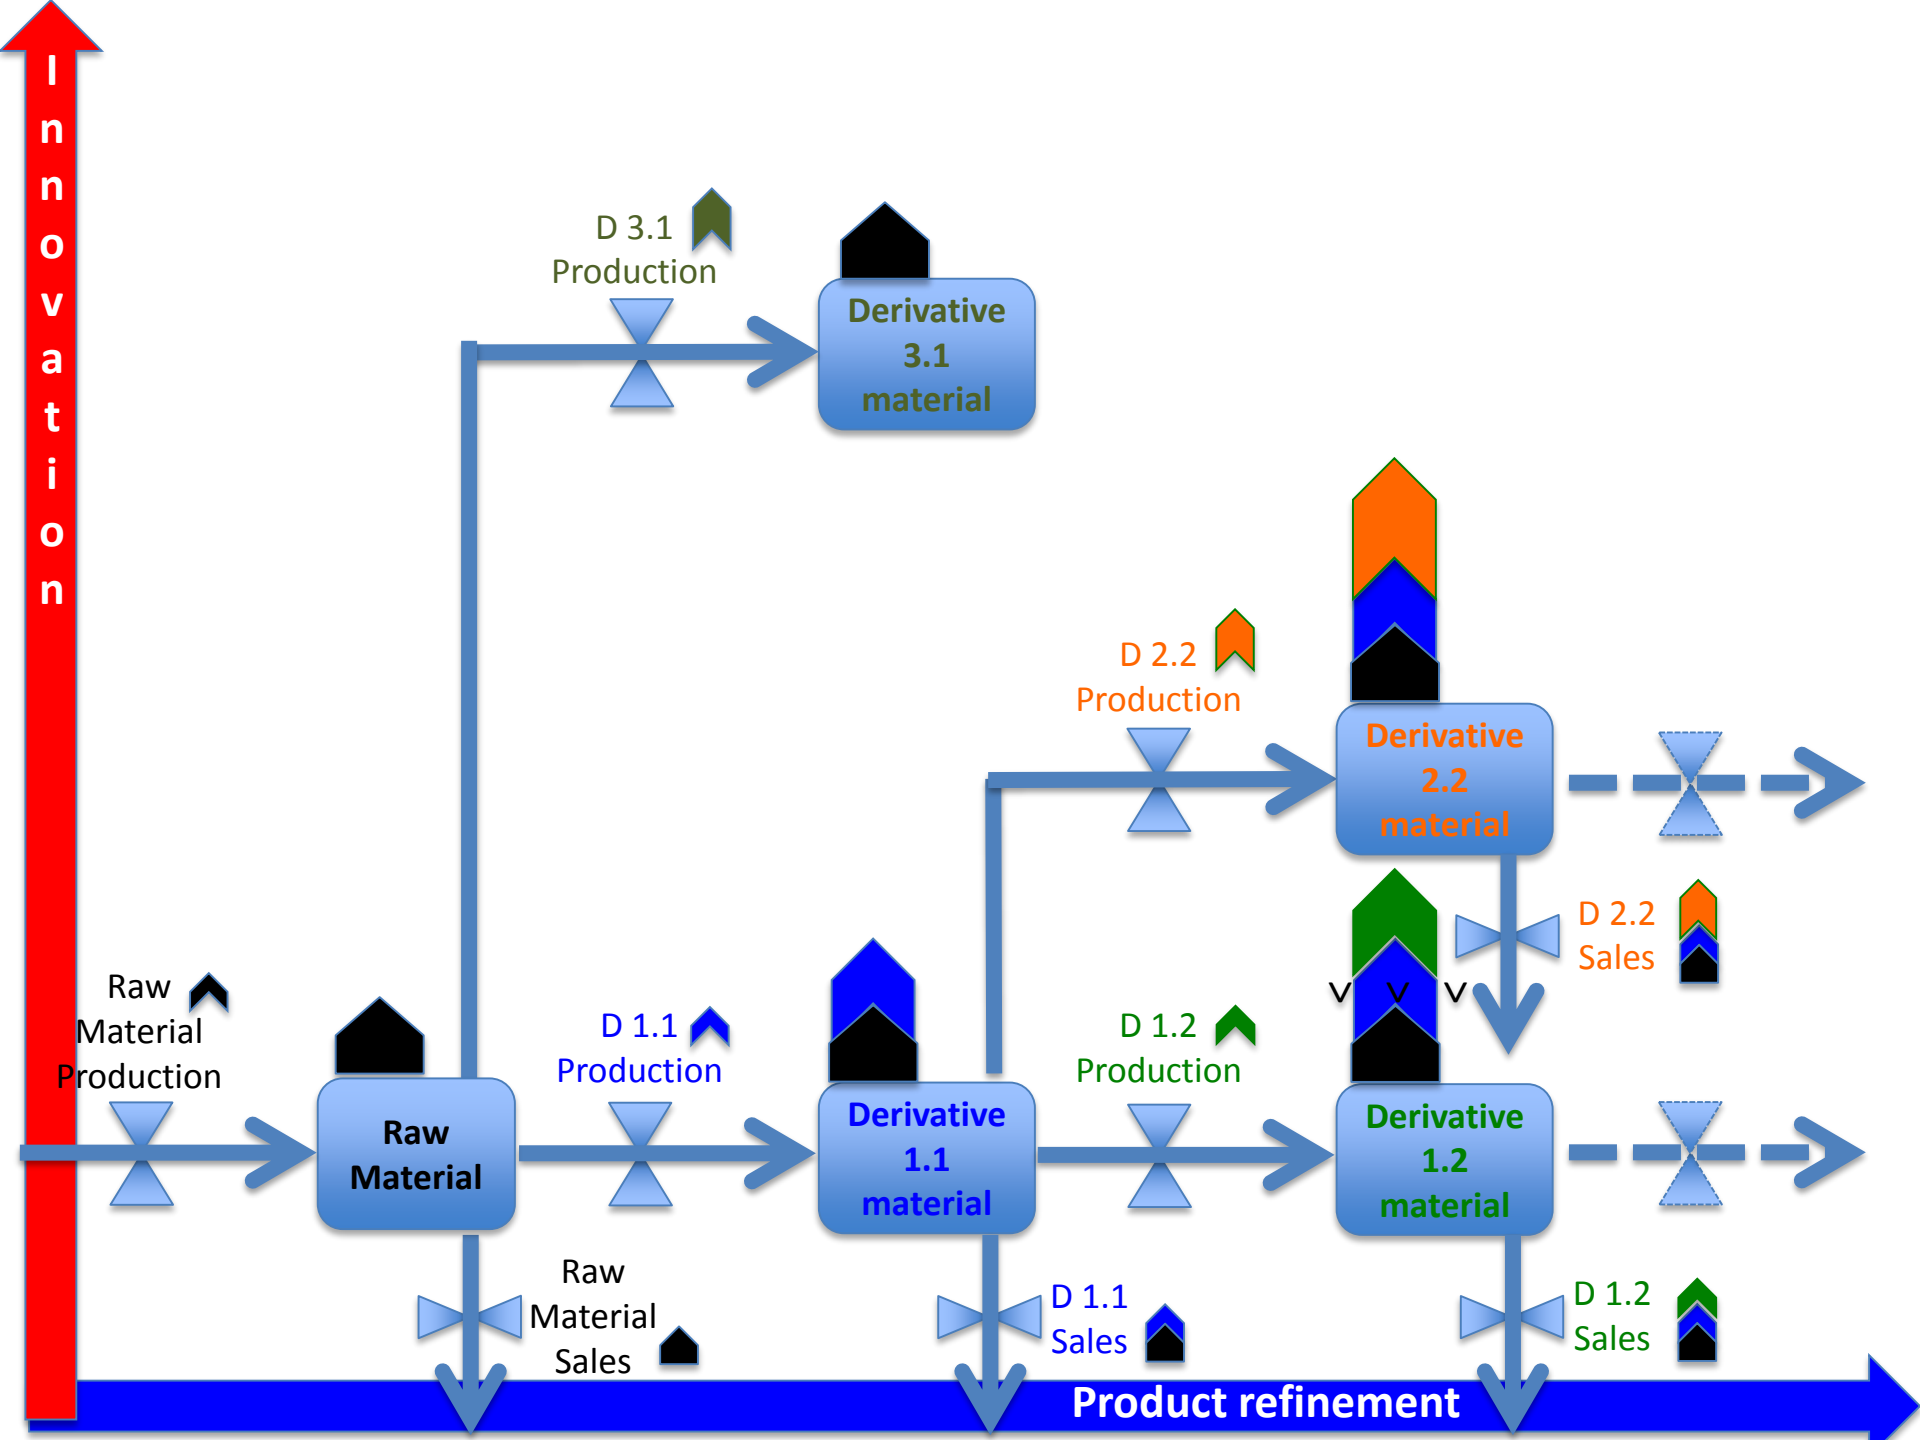 Innovation
D 3.1
Production
Derivative
3.1
material
D 2.2
Production
Derivative
2.2
material
D 2.2
Sales
Raw
Material
Production
Raw
Material
D 1.1
Production
Derivative
1.1
material
D 1.2
Production
v v v
Derivative
1.2
material
Raw
Material
Sales
D 1.1
Sales
D 1.2
Sales
Product refinement